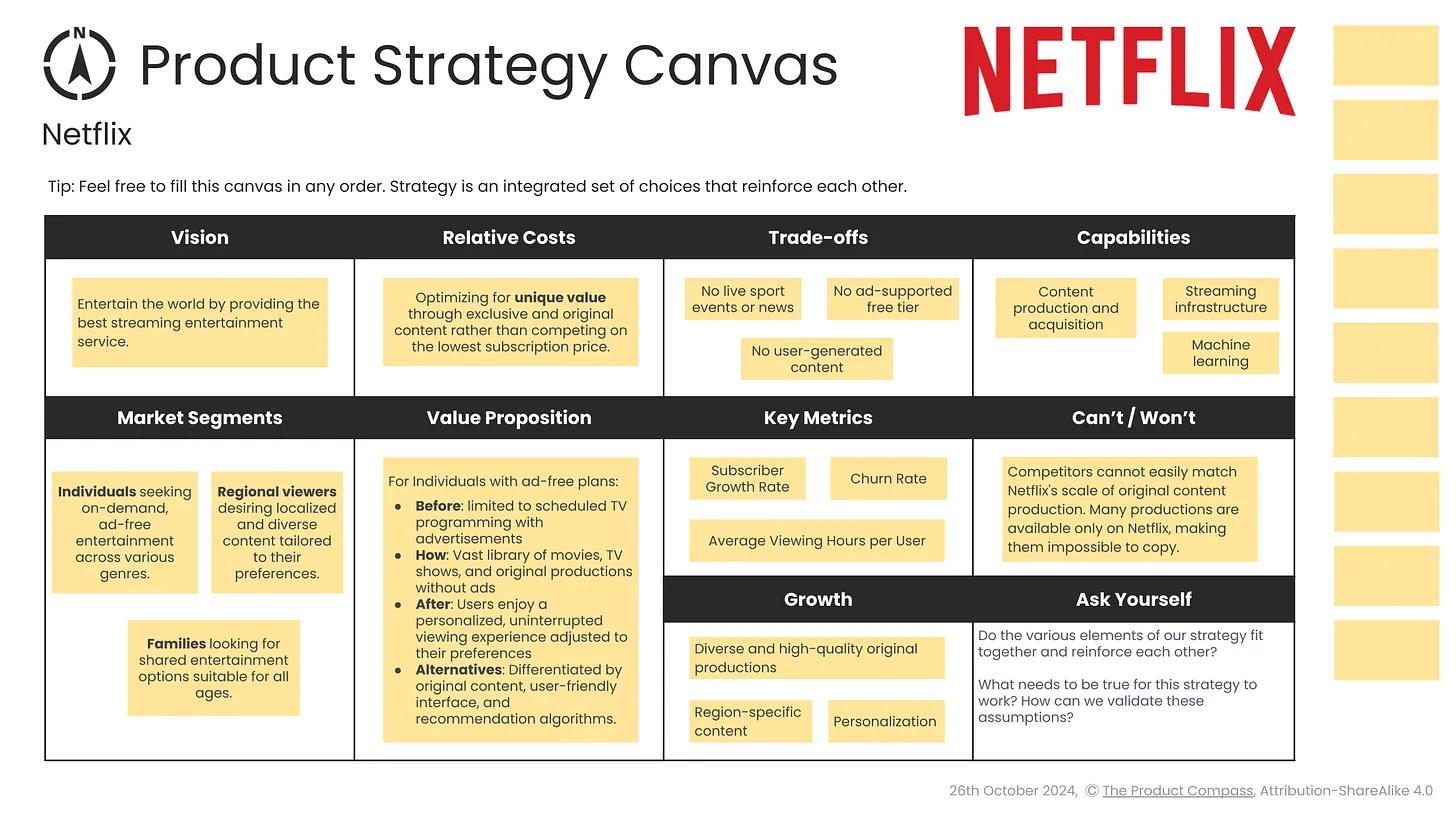 N
Product Strategy Canvas
NETFLIX
Netflix
Tip: Feel free to fill this canvas in any order. Strategy is an integrated set of choices that reinforce each other.
Vision
Entertain the world by providing the
best streaming entertainment
service.
Relative Costs
Optimizing for unique value
through exclusive and original
content rather than competing on
the lowest subscription price.
Trade-offs
No live sport
events or news
No ad-supported
free tier
No user-generated
content
Capabilities
Content
production and
acquisition
Streaming
infrastructure
Machine
learning
Market Segments
Individuals seeking
on-demand,
ad-free
entertainment
across various
genres.
Regional viewers
desiring localized
and diverse
content tailored
to their
preferences.
Families looking for
shared entertainment
options suitable for all
ages.
Value Proposition
For Individuals with ad-free plans:
● Before: limited to scheduled TV
programming with
advertisements
● How: Vast library of movies, TV
shows, and original productions
without ads
● After: Users enjoy a
personalized, uninterrupted
viewing experience adjusted to
their preferences
● Alternatives: Differentiated by
original content, user-friendly
interface, and
recommendation algorithms.
Key Metrics
Subscriber
Growth Rate
Churn Rate
Average Viewing Hours per User
Can’t / Won’t
Competitors cannot easily match
Netflix's scale of original content
production. Many productions are
available only on Netflix, making
them impossible to copy.
Growth
Diverse and high-quality original
productions
Region-specific
content
Personalization
Ask Yourself
Do the various elements of our strategy fit
together and reinforce each other?
What needs to be true for this strategy to
work? How can we validate these
assumptions?
26th October 2024, Ⓒ The Product Compass, Attribution-ShareAlike 4.0